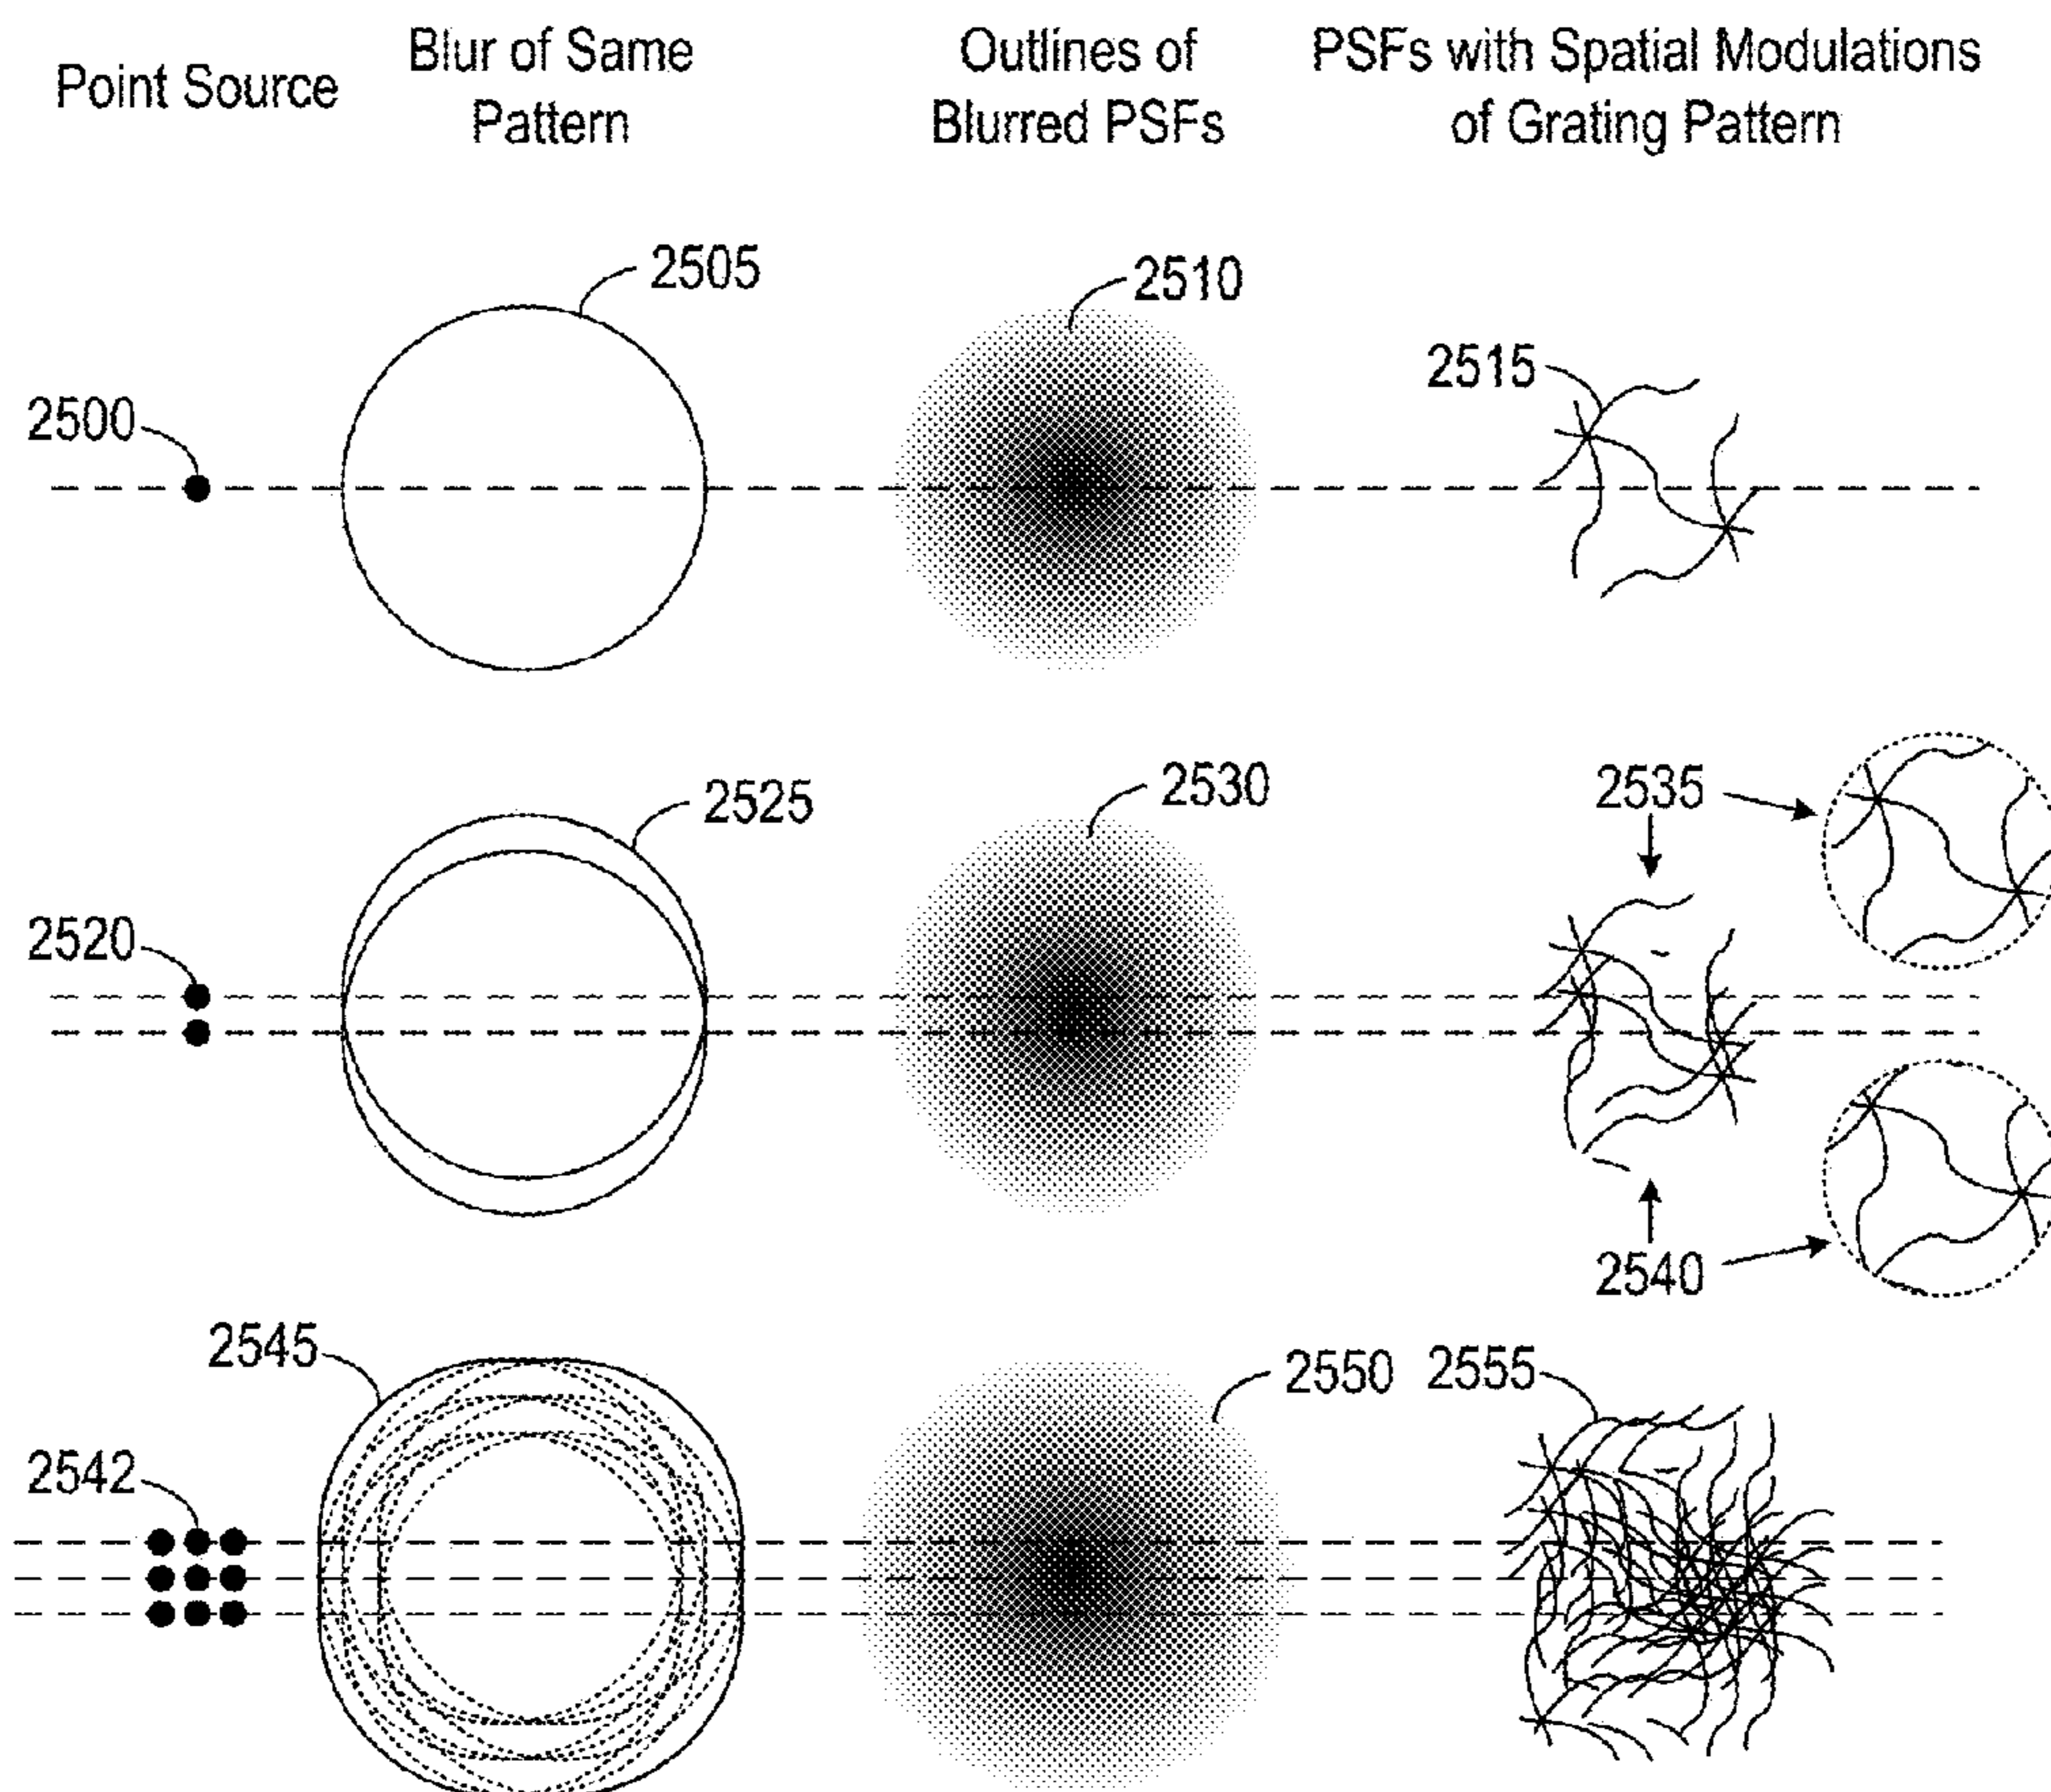 Point Source
Blur of Same
Pattern
Outlines of
Blurred PSFs
PSFs with Spatial Modulations
of Grating Pattern
2505
2510
2515
2500
2525
2530
2535
2520
2540
2545
2550
2555
2542